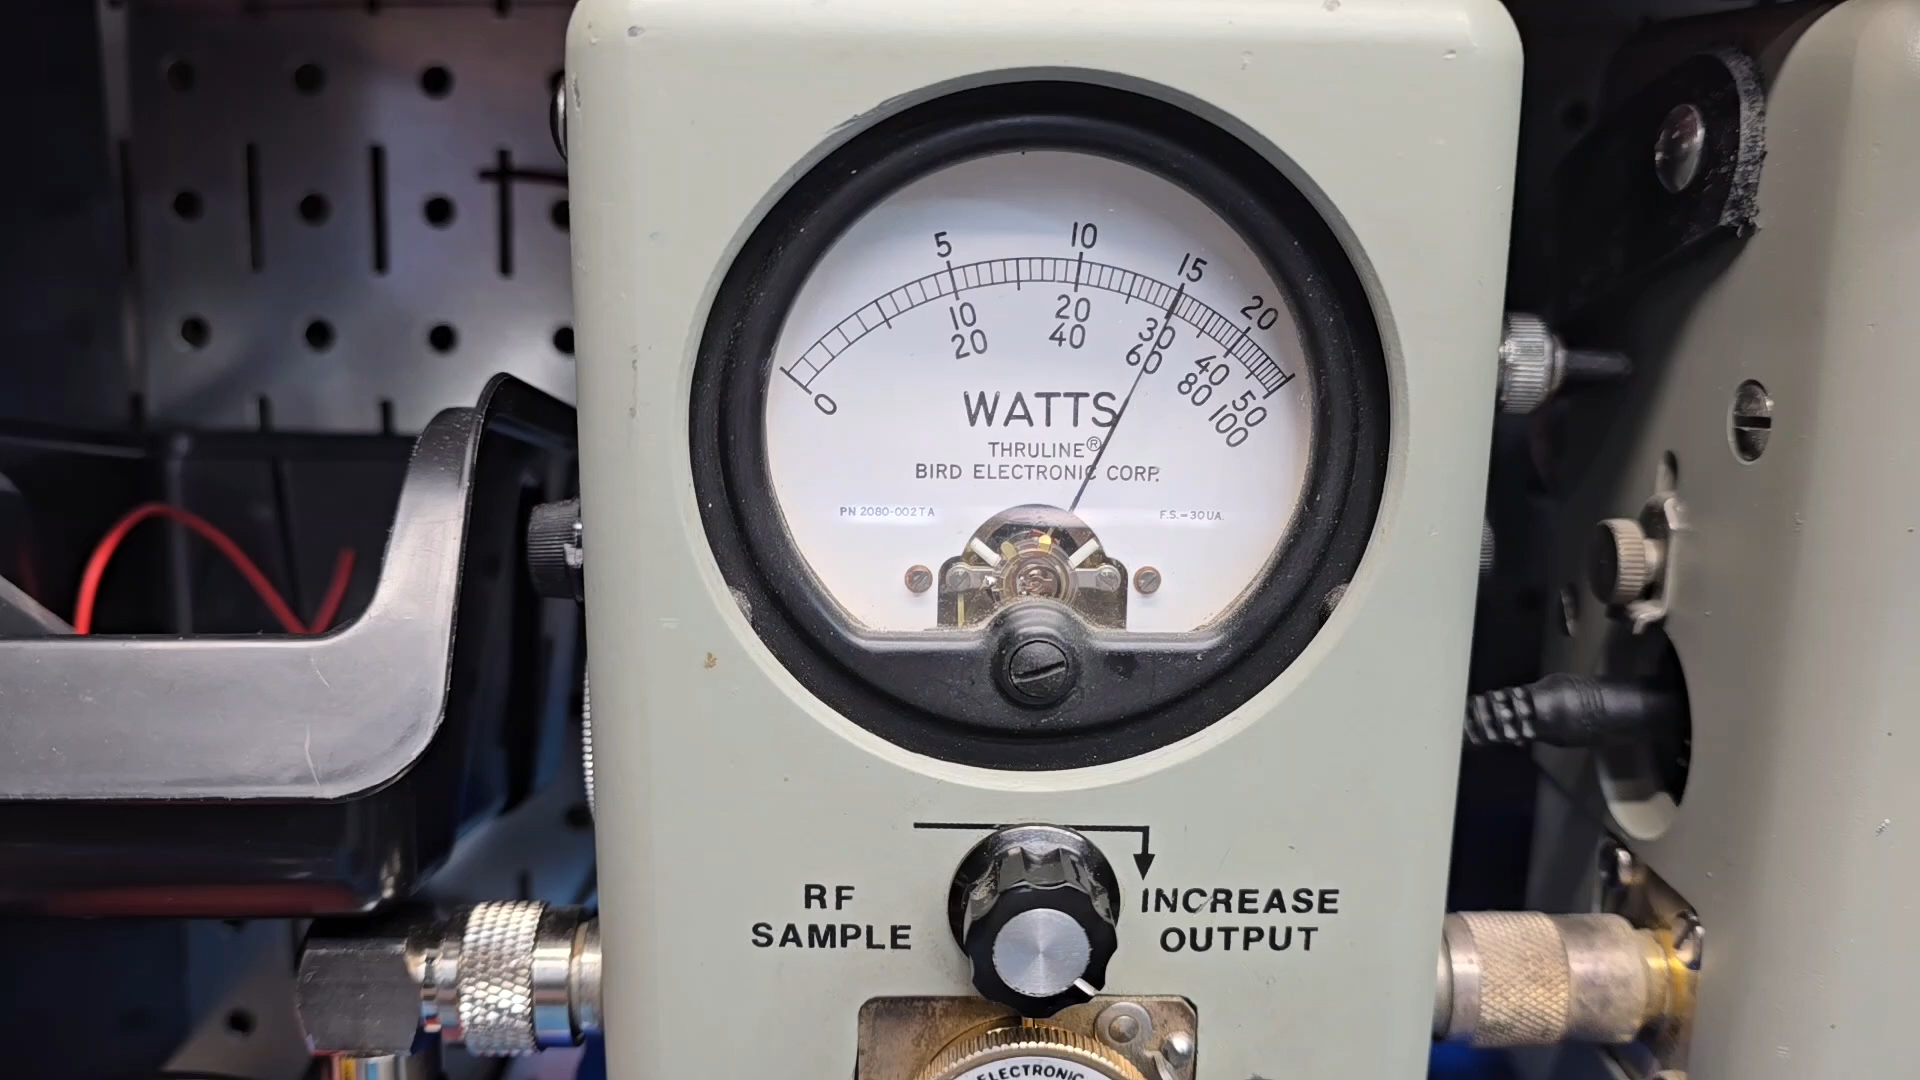 5 10 15 20
0 10 20 30 40 50
20 40 60 80 100
WATTS
THRULINE®
BIRD ELECTRONIC CORP.
PN 2080-002TA F.S.=30UA.
RF
SAMPLE
INCREASE
OUTPUT
ELECTRONIC